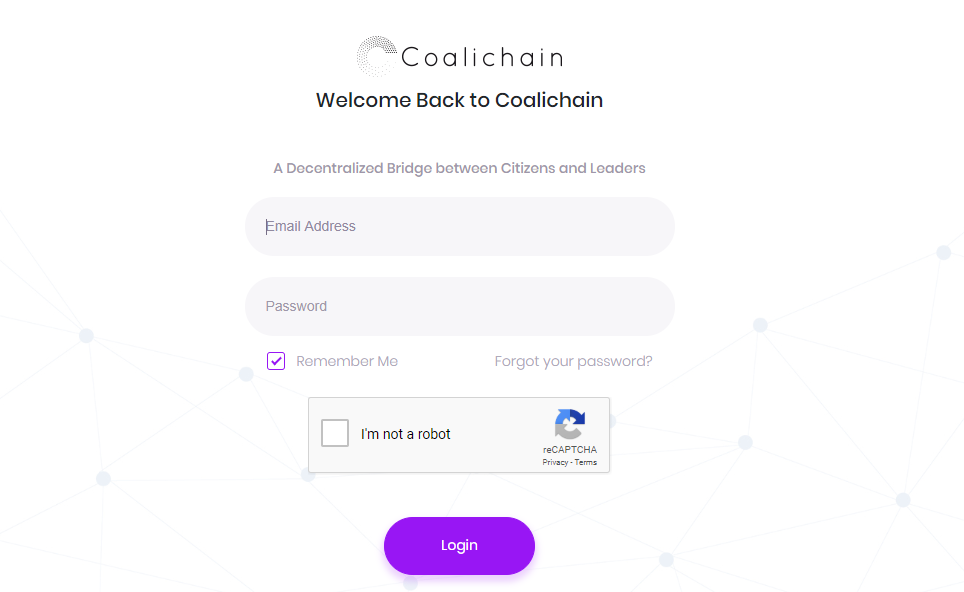 Coalichain
Welcome Back to Coalichain
A Decentralized Bridge between Citizens and Leaders
Email Address
Password
Remember Me Forgot your password?
I'm not a robot
reCAPTCHA
Privacy - Terms
Login